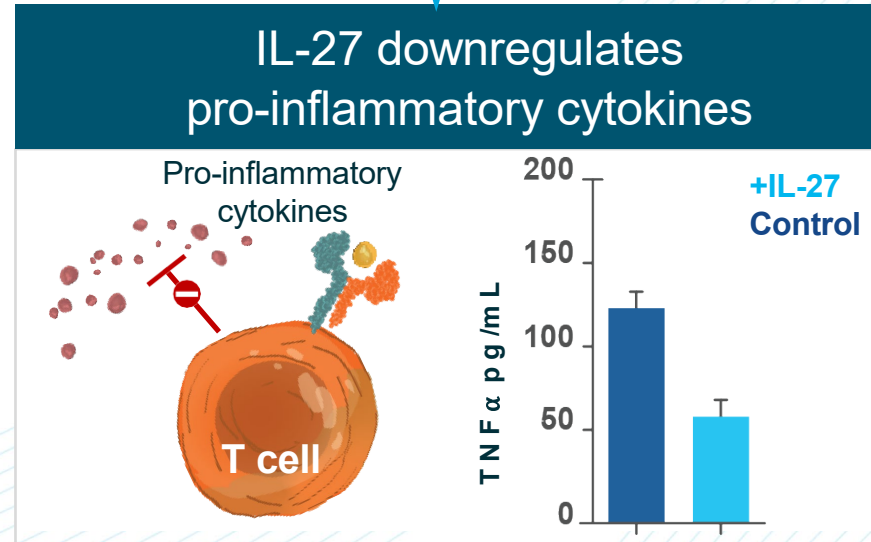 IL-27 downregulates
pro-inflammatory cytokines
Pro-inflammatory
cytokines
T cell
TNFα pg/mL
200
150
100
50
0
+IL-27
Control